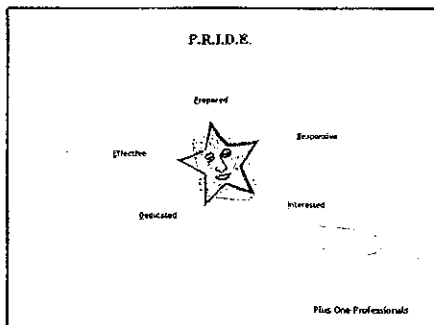 P.R.I.D.E.
Prepared
Responsive
Effective
Interested
Dedicated
Plus One Professionals